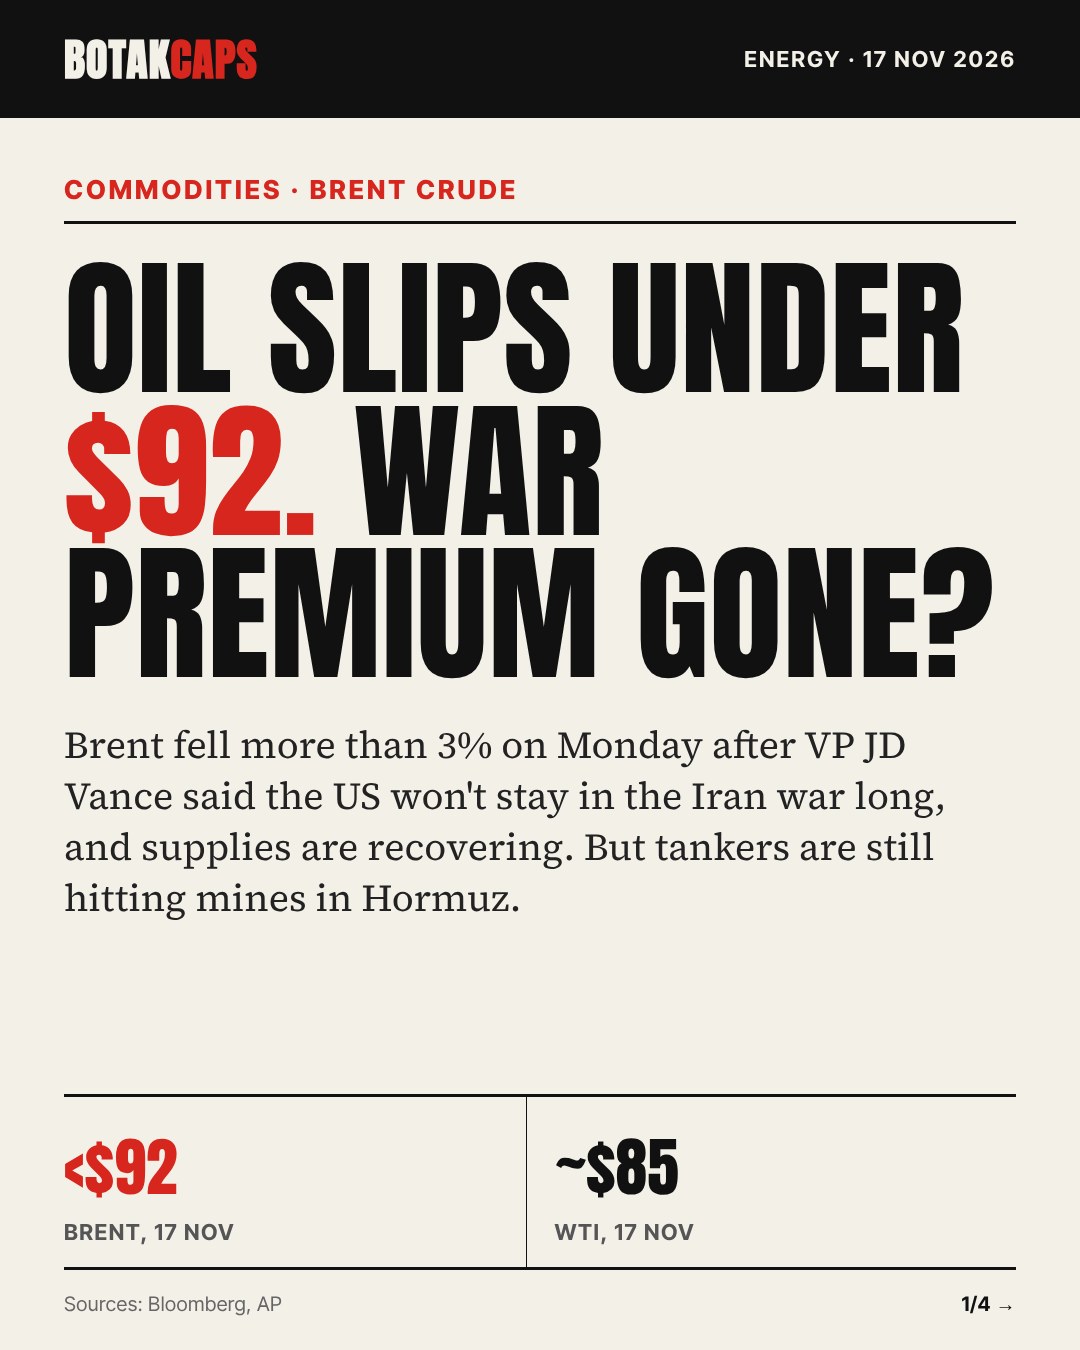 BOTAKCAPS
ENERGY · 17 NOV 2026
COMMODITIES · BRENT CRUDE
OIL SLIPS UNDER
$92. WAR
PREMIUM GONE?
Brent fell more than 3% on Monday after VP JD
Vance said the US won't stay in the Iran war long,
and supplies are recovering. But tankers are still
hitting mines in Hormuz.
<$92
BRENT, 17 NOV
~$85
WTI, 17 NOV
Sources: Bloomberg, AP
1/4 →